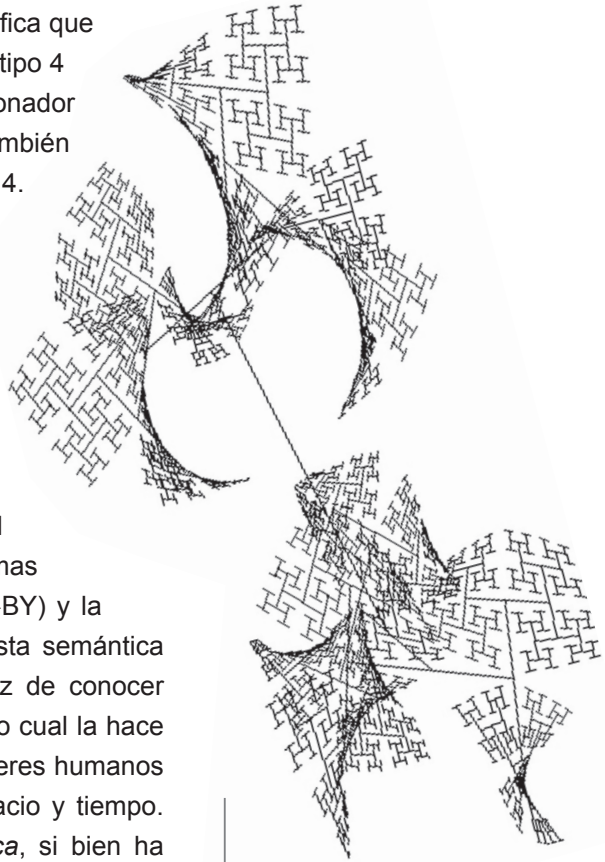 fica que
tipo 4
onador
mbién
4.
mas
BY) y la
sta semántica
z de conocer
o cual la hace
eres humanos
acio y tiempo.
ca, si bien ha